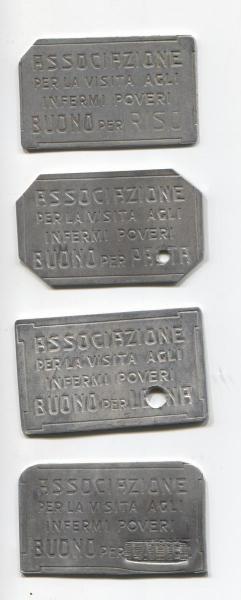 ASSOCIAZIONE
PER LA VISITA AGLI
INFERMI POVERI
BUONO PER RISO
ASSOCIAZIONE
PER LA VISITA AGLI
INFERMI POVERI
BUONO PER PASTA
ASSOCIAZIONE
PER LA VISITA AGLI
INFERMI POVERI
BUONO PER
ASSOCIAZIONE
PER LA VISITA AGLI
INFERMI POVERI
BUONO PER